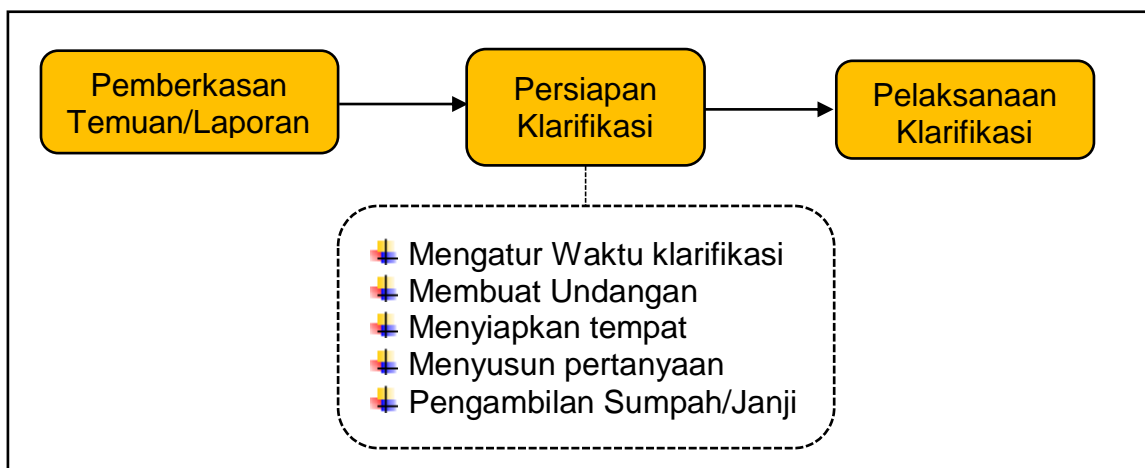 Pemberkasan
Temuan/Laporan
Persiapan
Klarifikasi
Pelaksanaan
Klarifikasi
Mengatur Waktu klarifikasi
Membuat Undangan
Menyiapkan tempat
Menyusun pertanyaan
Pengambilan Sumpah/Janji